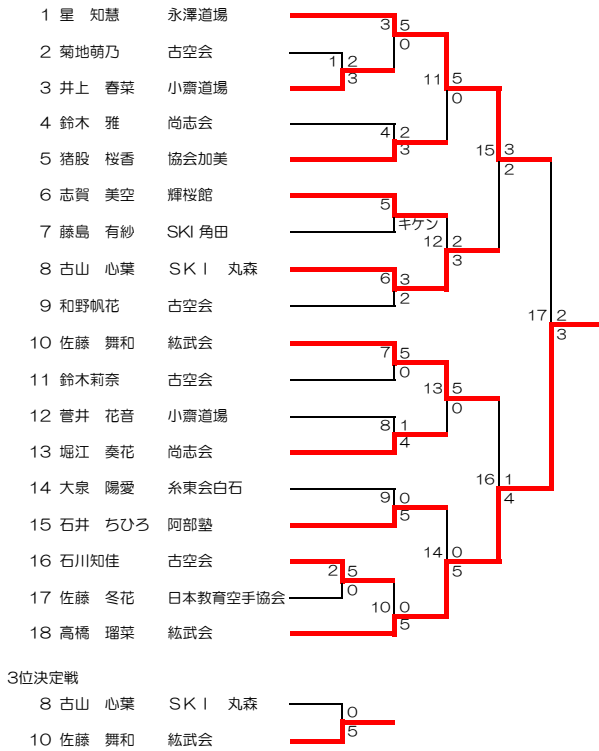 1 星　知慧 永澤道場
2 菊地萌乃 古空会
3 井上　春菜 小齋道場
4 鈴木　雅 尚志会
5 猪股　桜香 協会加美
6 志賀　美空 輝桜館
7 藤島　有紗 SKI 角田
8 古山　心葉 ＳＫＩ　丸森
9 和野帆花 古空会
10 佐藤　舞和 紘武会
11 鈴木莉奈 古空会
12 菅井　花音 小齋道場
13 堀江　奏花 尚志会
14 大泉　陽愛 糸東会白石
15 石井　ちひろ 阿部塾
16 石川知佳 古空会
17 佐藤　冬花 日本教育空手協会
18 高橋　瑠菜 紘武会
1 2
3
2 5
0
3 5
0
4 2
3
5
キケン
6 3
2
7 5
0
8 1
4
9 0
5
10 0
5
11 5
0
12 2
3
13 5
0
14 0
5
15 3
2
16 1
4
17 2
3
3位決定戦
8 古山　心葉 ＳＫＩ　丸森
10 佐藤　舞和 紘武会
0
5